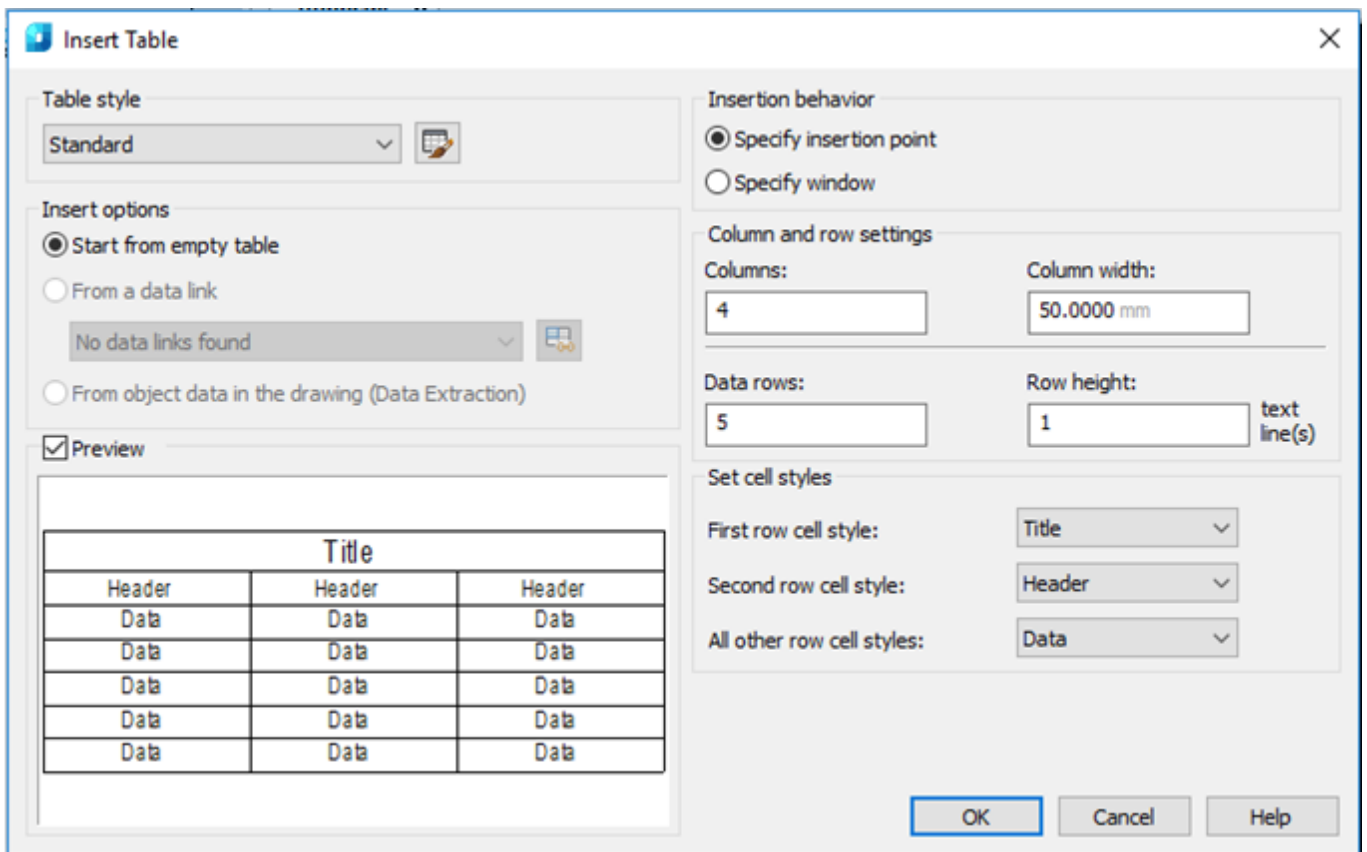 Insert Table
Table style
Standard
Insert options
Start from empty table
From a data link
No data links found
From object data in the drawing (Data Extraction)
Preview
Title
Header Header Header
Data Data Data
Data Data Data
Data Data Data
Data Data Data
Data Data Data
Insertion behavior
Specify insertion point
Specify window
Column and row settings
Columns: Column width:
4 50.0000 mm
Data rows: Row height:
5 1 text
line(s)
Set cell styles
First row cell style: Title
Second row cell style: Header
All other row cell styles: Data
OK Cancel Help